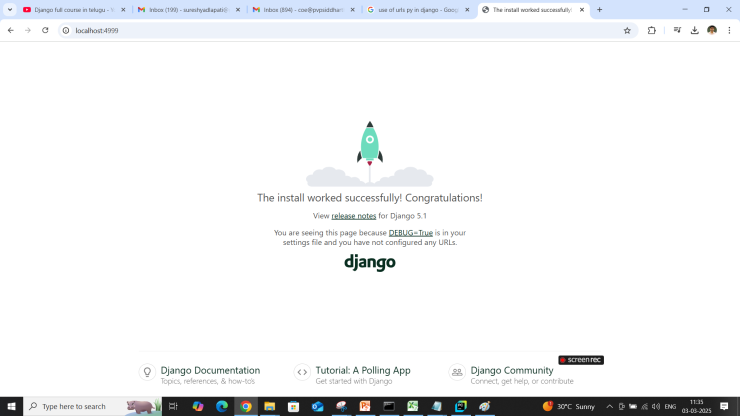 Django full course in telugu - Y
Inbox (199) - sureshyadlapati@
Inbox (894) - coe@pvpsiddhart
use of urls py in django - Goog
The install worked successfully!
localhost:4999
The install worked successfully! Congratulations!
View release notes for Django 5.1
You are seeing this page because DEBUG=True is in your
settings file and you have not configured any URLs.
django
screenrec
Django Documentation
Topics, references, & how-to's
Tutorial: A Polling App
Get started with Django
Django Community
Connect, get help, or contribute
Type here to search
30°C Sunny
ENG
11:35
03-03-2025